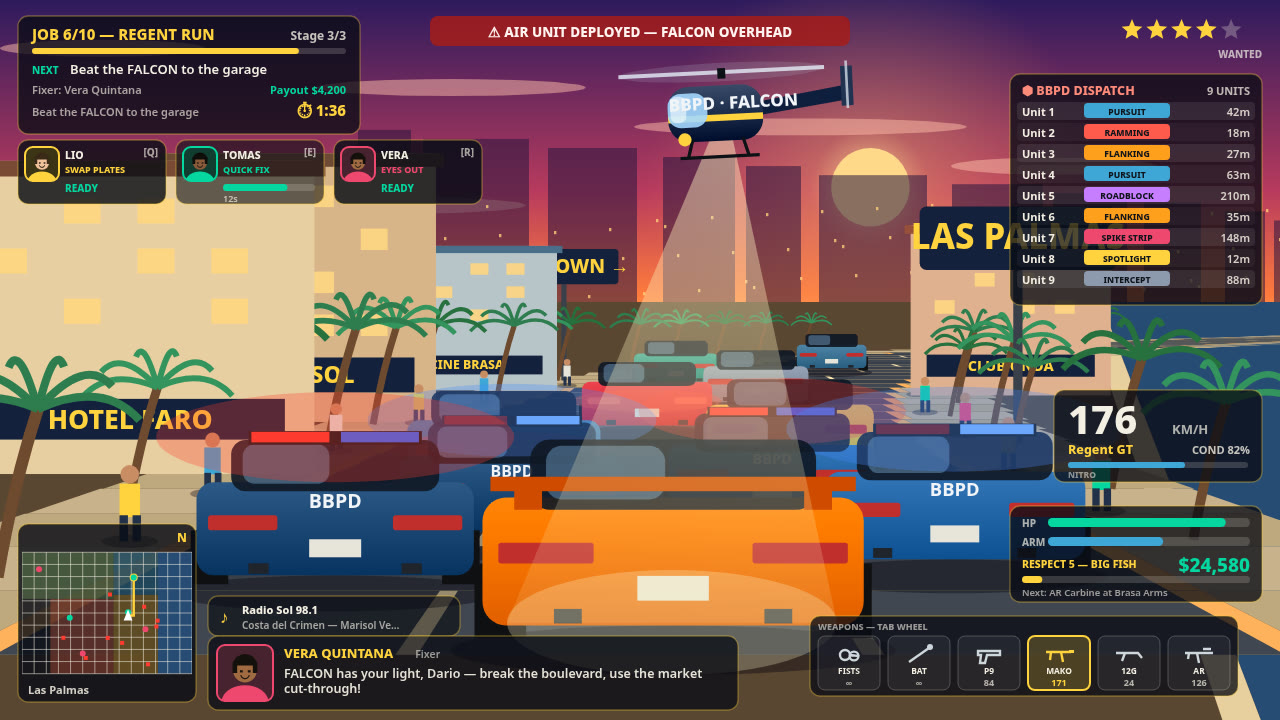 JOB 6/10 — REGENT RUN
Stage 3/3
NEXT Beat the FALCON to the garage
Fixer: Vera Quintana
Payout $4,200
Beat the FALCON to the garage
⏱ 1:36
⚠ AIR UNIT DEPLOYED — FALCON OVERHEAD
WANTED
LIO [Q]
SWAP PLATES
READY
TOMAS [E]
QUICK FIX
12s
VERA [R]
EYES OUT
READY
BBPD · FALCON
BBPD DISPATCH 9 UNITS
Unit 1 PURSUIT 42m
Unit 2 RAMMING 18m
Unit 3 FLANKING 27m
Unit 4 PURSUIT 63m
Unit 5 ROADBLOCK 210m
Unit 6 FLANKING 35m
Unit 7 SPIKE STRIP 148m
Unit 8 SPOTLIGHT 12m
Unit 9 INTERCEPT 88m
LAS PALMAS
OWN →
SOL
INE BRASA
HOTEL FARO
BBPD
BBPD
BBPD
BBPD
176 KM/H
Regent GT COND 82%
NITRO
HP
ARM
RESPECT 5 — BIG FISH $24,580
Next: AR Carbine at Brasa Arms
N
Las Palmas
♪ Radio Sol 98.1
Costa del Crimen — Marisol Ve…
VERA QUINTANA Fixer
FALCON has your light, Dario — break the boulevard, use the market
cut-through!
WEAPONS — TAB WHEEL
FISTS BAT P9 MAKO 12G AR
∞ ∞ 84 171 24 126